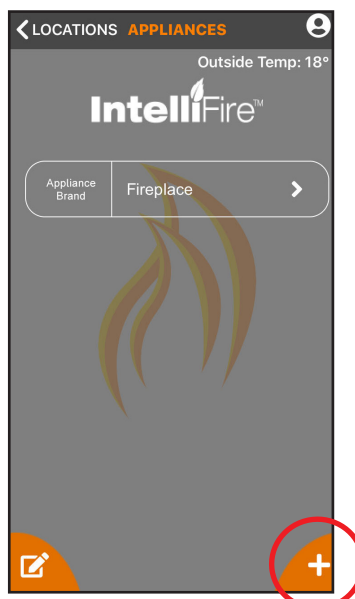 LOCATIONS APPLIANCES
Outside Temp: 18°
IntelliFire™
Appliance
Brand
Fireplace